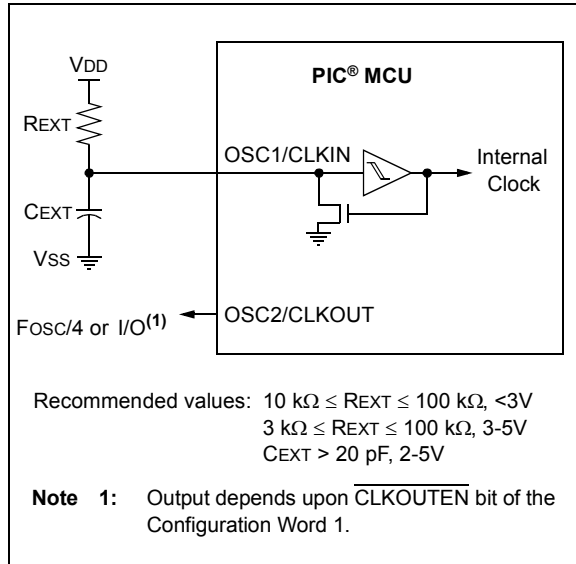 VDD
PIC® MCU
REXT
OSC1/CLKIN
Internal
Clock
CEXT
VSS
OSC2/CLKOUT
FOSC/4 or I/O(1)
Recommended values: 10 kΩ ≤ REXT ≤ 100 kΩ, <3V
3 kΩ ≤ REXT ≤ 100 kΩ, 3-5V
CEXT > 20 pF, 2-5V
Note 1: Output depends upon CLKOUTEN bit of the
Configuration Word 1.